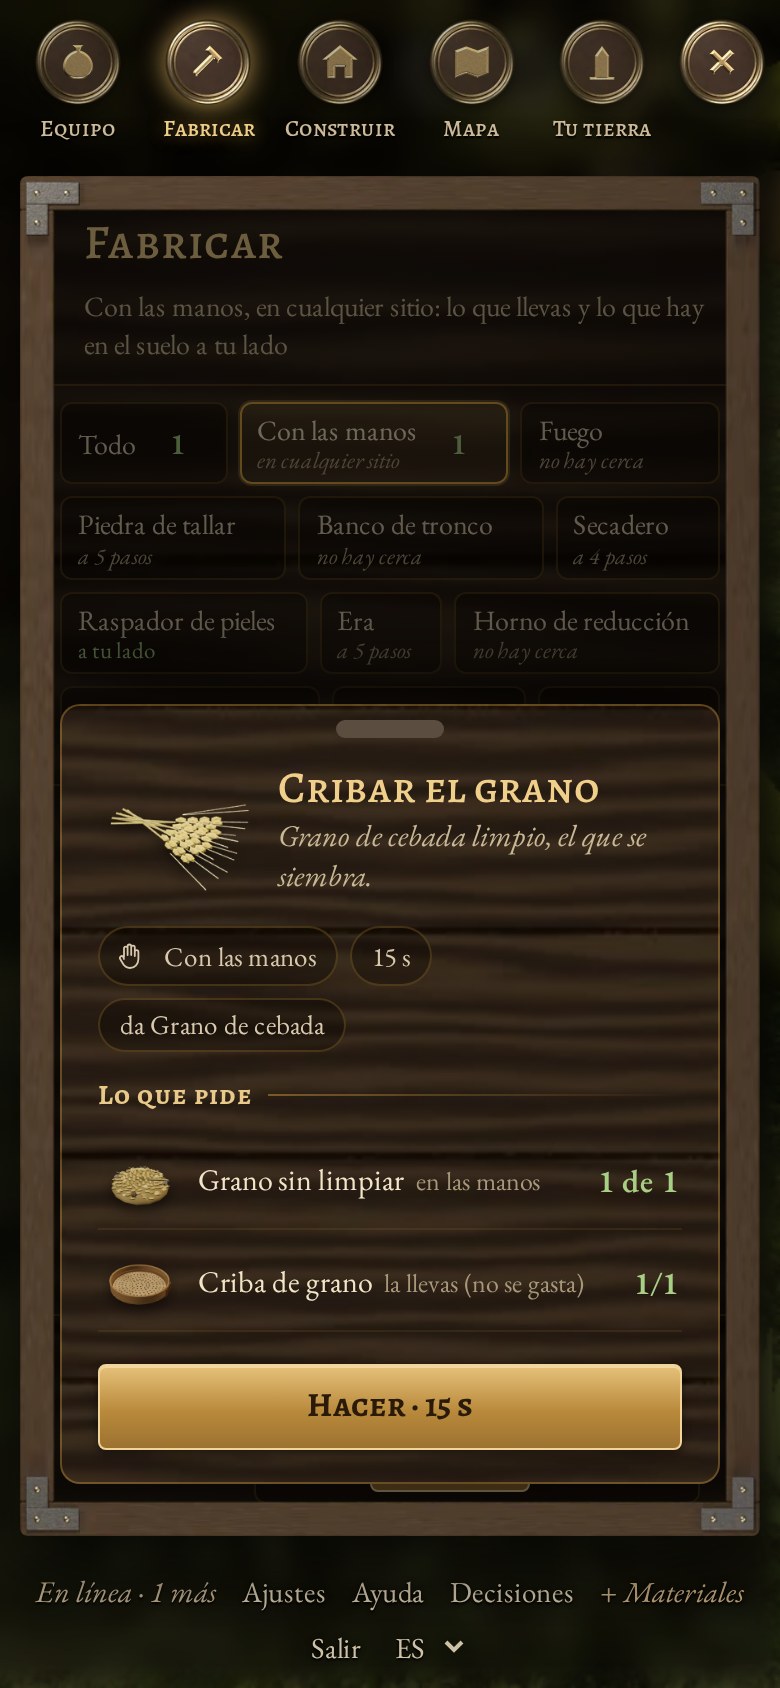 Equipo
Fabricar
Construir
Mapa
Tu tierra
Fabricar
Con las manos, en cualquier sitio: lo que llevas y lo que hay
en el suelo a tu lado
Todo 1
Con las manos 1
en cualquier sitio
Fuego
no hay cerca
Piedra de tallar
a 5 pasos
Banco de tronco
no hay cerca
Secadero
a 4 pasos
Raspador de pieles
a tu lado
Era
a 5 pasos
Horno de reducción
no hay cerca
Cribar el grano
Grano de cebada limpio, el que se
siembra.
Con las manos
15 s
da Grano de cebada
Lo que pide
Grano sin limpiar en las manos 1 de 1
Criba de grano la llevas (no se gasta) 1/1
Hacer · 15 s
En línea · 1 más Ajustes Ayuda Decisiones + Materiales
Salir ES